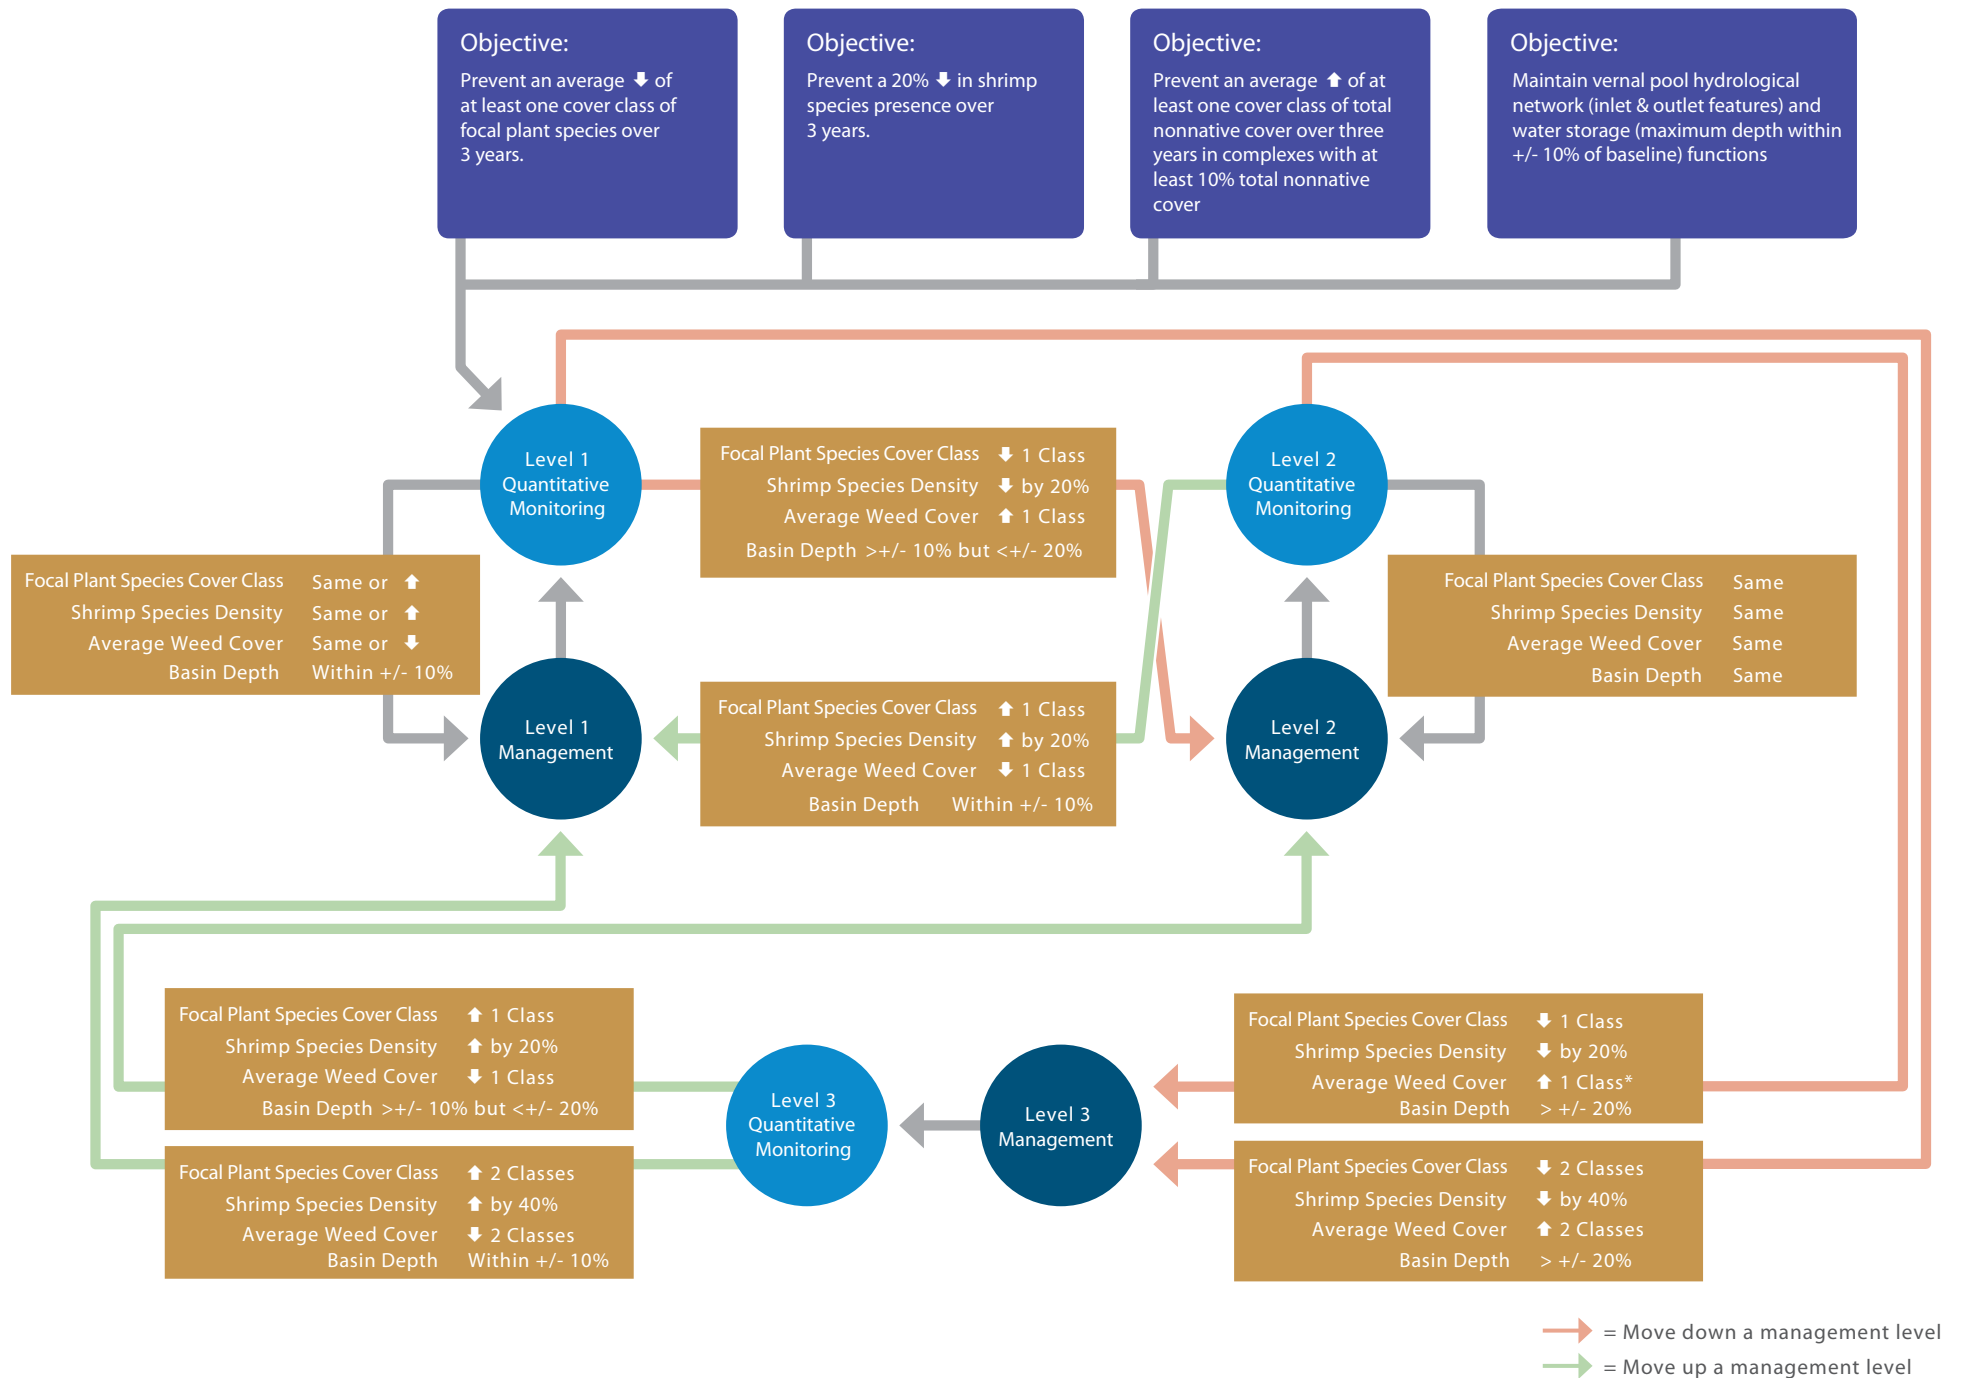 Objective:
Prevent an average ⬇ of
at least one cover class of
focal plant species over
3 years.
Objective:
Prevent a 20% ⬇ in shrimp
species presence over
3 years.
Objective:
Prevent an average ⬆ of at
least one cover class of total
nonnative cover over three
years in complexes with at
least 10% total nonnative
cover
Objective:
Maintain vernal pool hydrological
network (inlet & outlet features) and
water storage (maximum depth within
+/- 10% of baseline) functions
Level 1
Quantitative
Monitoring
Focal Plant Species Cover Class ⬇ 1 Class
Shrimp Species Density ⬇ by 20%
Average Weed Cover ⬆ 1 Class
Basin Depth >+/- 10% but <+/- 20%
Level 2
Quantitative
Monitoring
Focal Plant Species Cover Class Same or ⬆
Shrimp Species Density Same or ⬆
Average Weed Cover Same or ⬇
Basin Depth Within +/- 10%
Focal Plant Species Cover Class Same
Shrimp Species Density Same
Average Weed Cover Same
Basin Depth Same
Level 1
Management
Focal Plant Species Cover Class ⬆ 1 Class
Shrimp Species Density ⬆ by 20%
Average Weed Cover ⬇ 1 Class
Basin Depth Within +/- 10%
Level 2
Management
Focal Plant Species Cover Class ⬆ 1 Class
Shrimp Species Density ⬆ by 20%
Average Weed Cover ⬇ 1 Class
Basin Depth >+/- 10% but <+/- 20%
Focal Plant Species Cover Class ⬆ 2 Classes
Shrimp Species Density ⬆ by 40%
Average Weed Cover ⬇ 2 Classes
Basin Depth Within +/- 10%
Level 3
Quantitative
Monitoring
Level 3
Management
Focal Plant Species Cover Class ⬇ 1 Class
Shrimp Species Density ⬇ by 20%
Average Weed Cover ⬆ 1 Class*
Basin Depth > +/- 20%
Focal Plant Species Cover Class ⬇ 2 Classes
Shrimp Species Density ⬇ by 40%
Average Weed Cover ⬆ 2 Classes
Basin Depth > +/- 20%
= Move down a management level
= Move up a management level